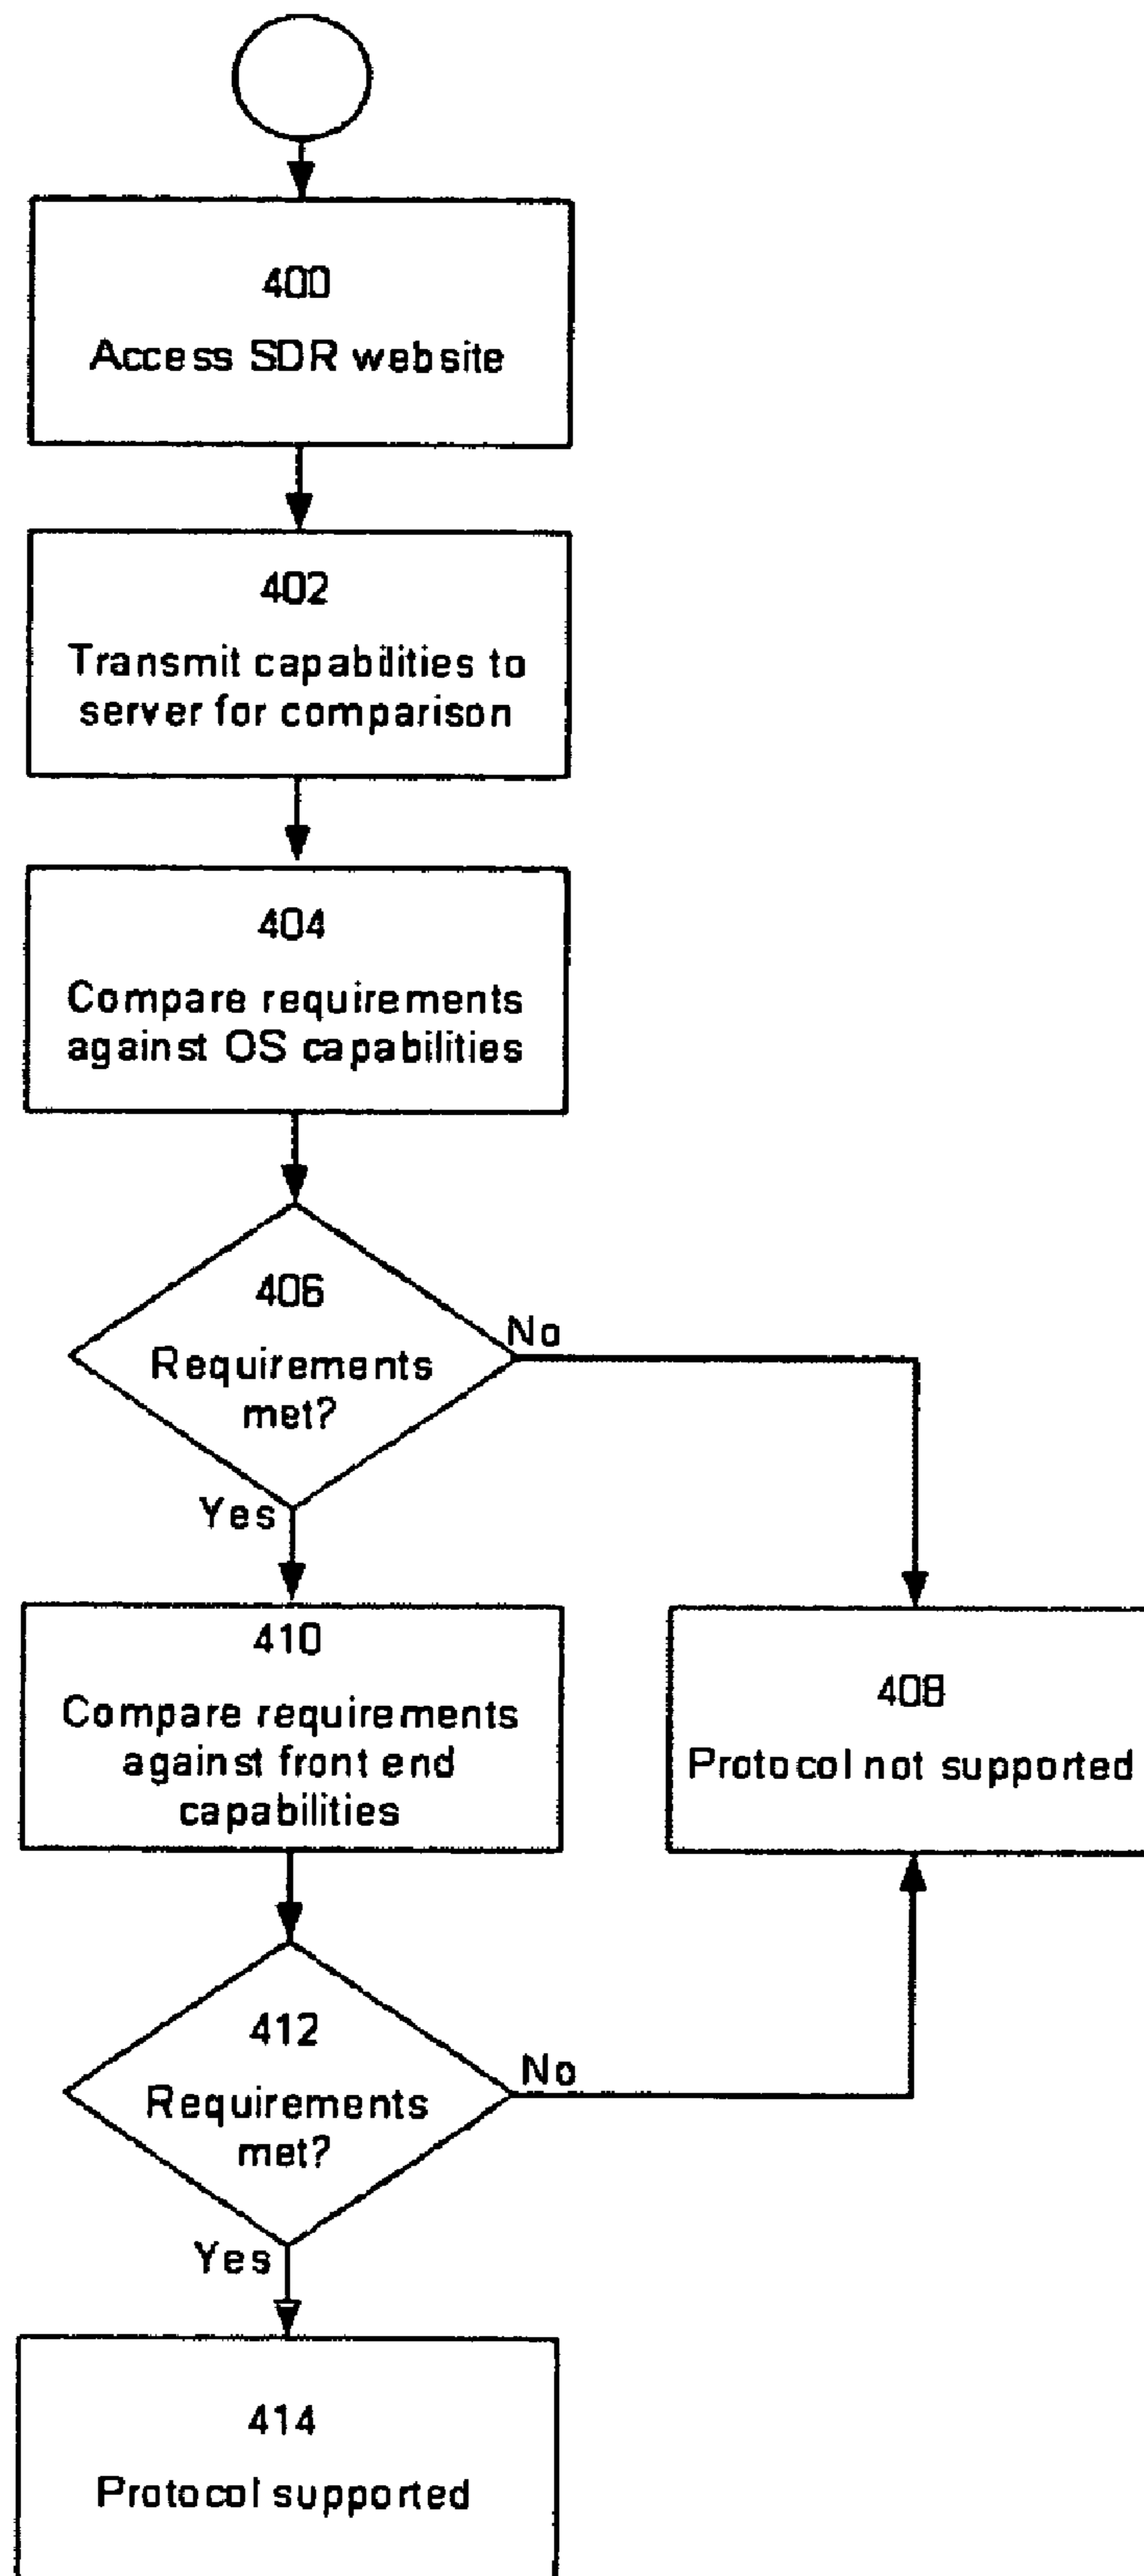 400
Access SDR website
402
Transmit capabilities to
server for comparison
404
Compare requirements
against OS capabilities
406
Requirements
met?
No
Yes
410
Compare requirements
against front end
capabilities
408
Protocol not supported
412
Requirements
met?
No
Yes
414
Protocol supported